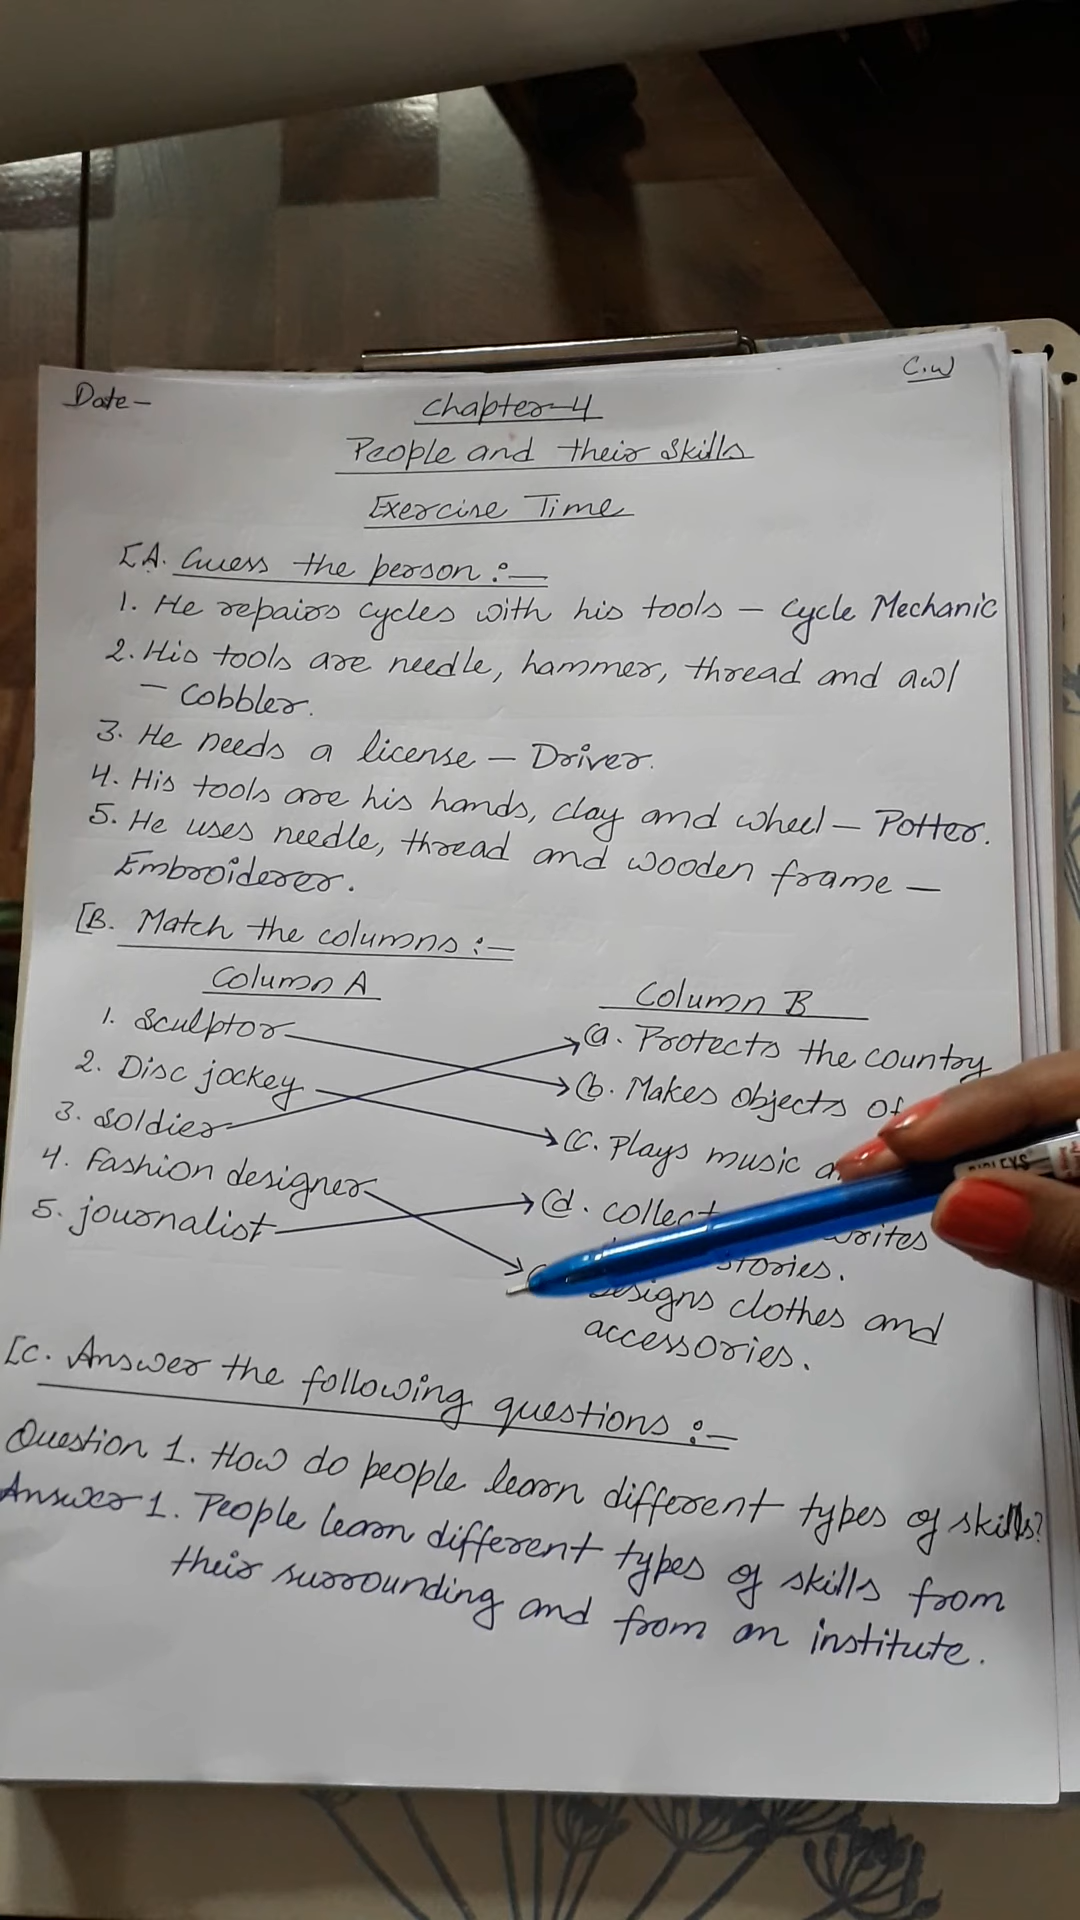 C.W
Date-
Chapter-4
People and their skills
Exercise Time
[A. Guess the person :-
1. He repairs cycles with his tools - Cycle Mechanic
2. His tools are needle, hammer, thread and awl
- Cobbler.
3. He needs a license - Driver.
4. His tools are his hands, clay and wheel - Potter.
5. He uses needle, thread and wooden frame -
Embroiderer.
[B. Match the columns :-
Column A
Column B
1. Sculptor
(a. Protects the country
2. Disc jockey
(b. Makes objects of
3. Soldier
(c. Plays music
4. Fashion designer
(d. collect writes
5. journalist
stories.
Designs clothes and
accessories.
[C. Answer the following questions :-
Question 1. How do people learn different types of skills?
Answer 1. People learn different types of skills from
their surrounding and from an institute.